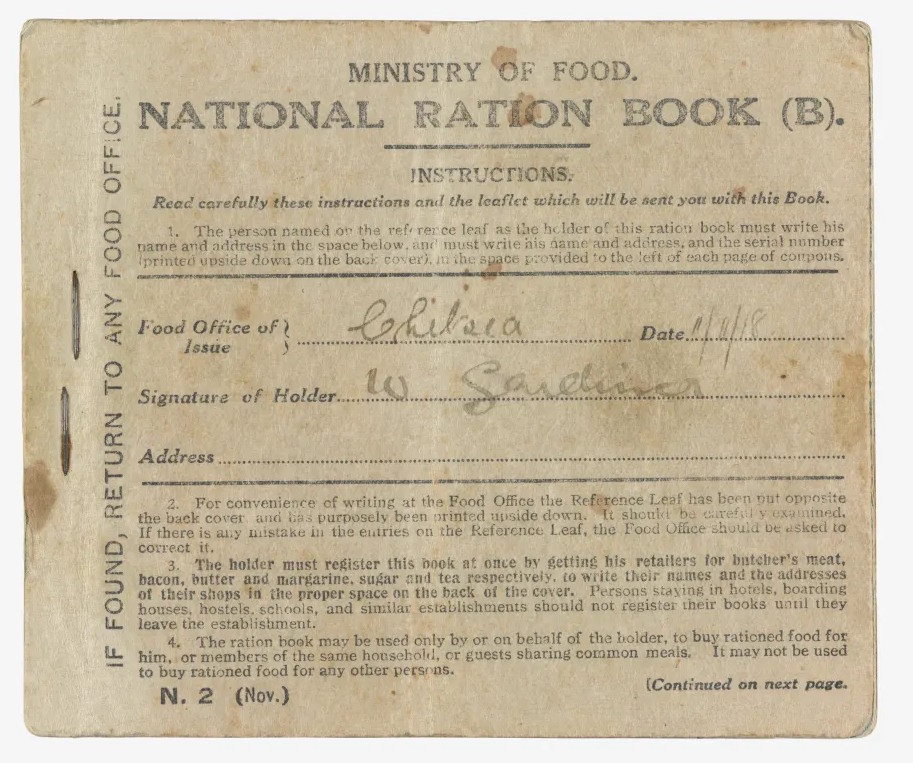 MINISTRY OF FOOD.
NATIONAL RATION BOOK (B).
INSTRUCTIONS.
Read carefully these instructions and the leaflet which will be sent you with this Book.
1. The person named on the reference leaf as the holder of this ration book must write his
name and address in the space below, and must write his name and address, and the serial number
(printed upside down on the back cover), in the space provided to the left of each page of coupons.
Food Office of } Chelsea Date 11/11/18
Issue
Signature of Holder W Gardiner
Address
2. For convenience of writing at the Food Office the Reference Leaf has been put opposite
the back cover and has purposely been printed upside down. It should be carefully examined.
If there is any mistake in the entries on the Reference Leaf, the Food Office should be asked to
correct it.
3. The holder must register this book at once by getting his retailers for butcher's meat,
bacon, butter and margarine, sugar and tea respectively, to write their names and the addresses
of their shops in the proper space on the back of the cover. Persons staying in hotels, boarding
houses, hostels, schools, and similar establishments should not register their books until they
leave the establishment.
4. The ration book may be used only by or on behalf of the holder, to buy rationed food for
him, or members of the same household, or guests sharing common meals. It may not be used
to buy rationed food for any other persons.
N. 2 (Nov.) (Continued on next page.
IF FOUND, RETURN TO ANY FOOD OFFICE.